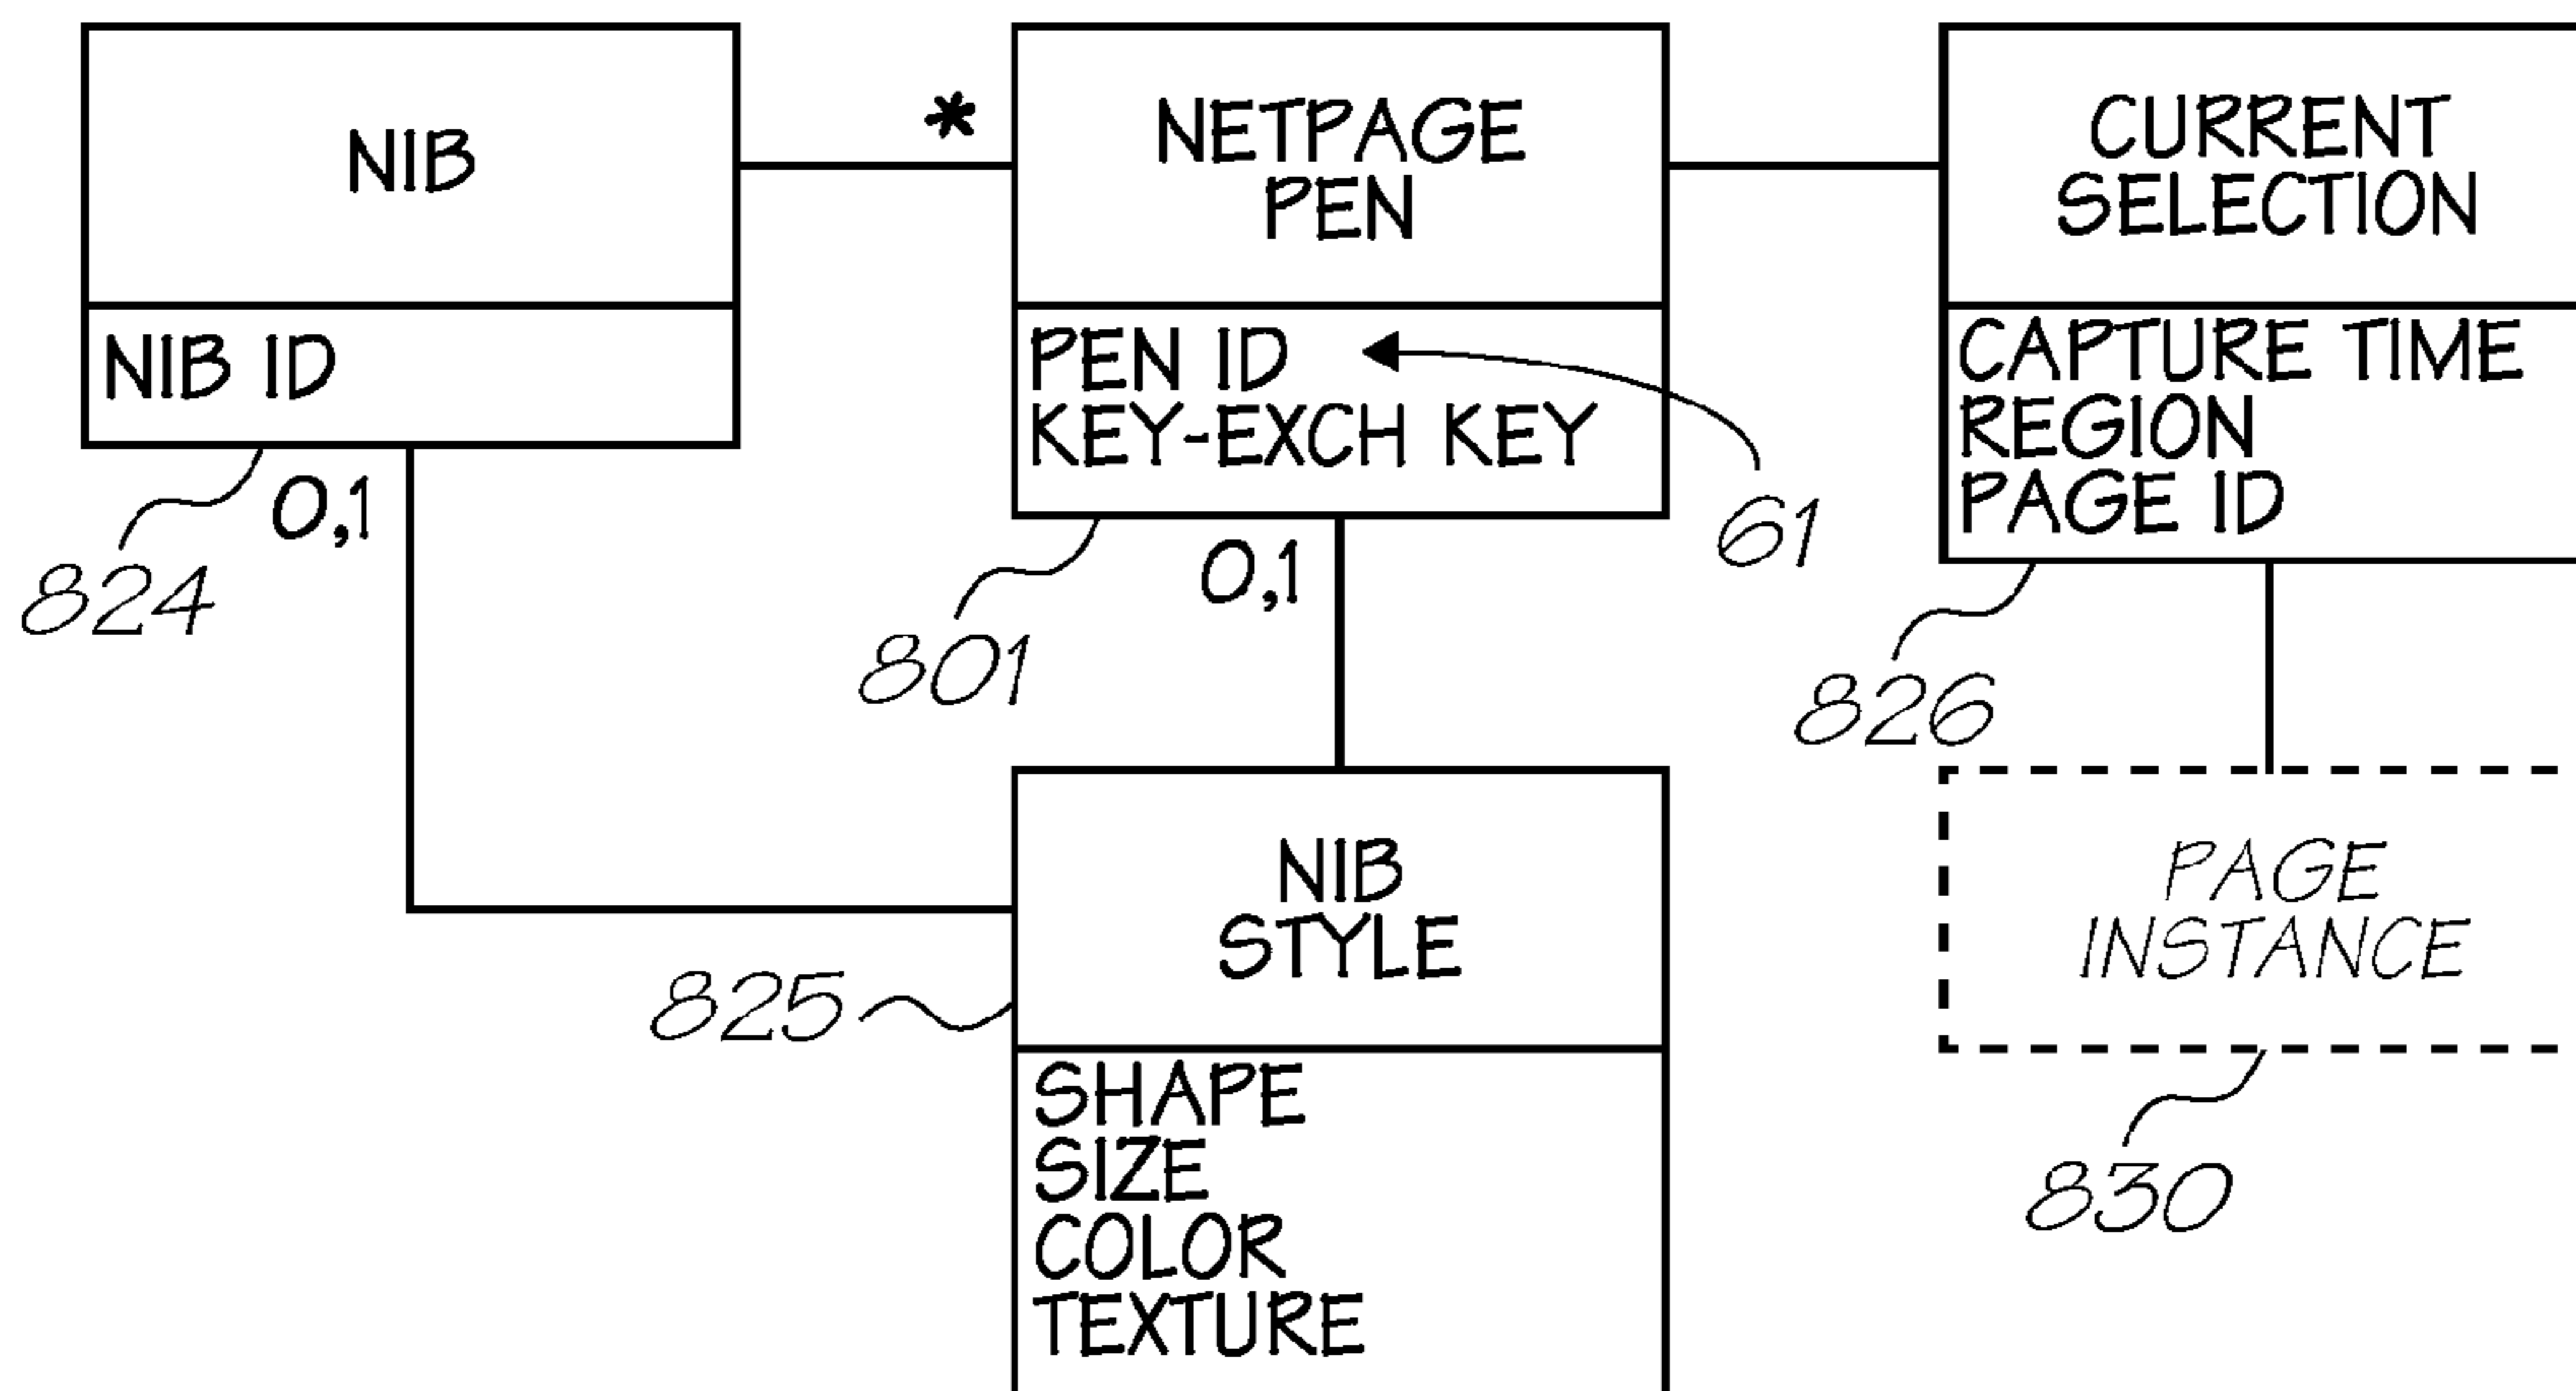 NIB
NIB ID
824
0,1
*
NETPAGE
PEN
PEN ID
KEY-EXCH KEY
61
801
0,1
CURRENT
SELECTION
CAPTURE TIME
REGION
PAGE ID
826
NIB
STYLE
825
SHAPE
SIZE
COLOR
TEXTURE
PAGE
INSTANCE
830